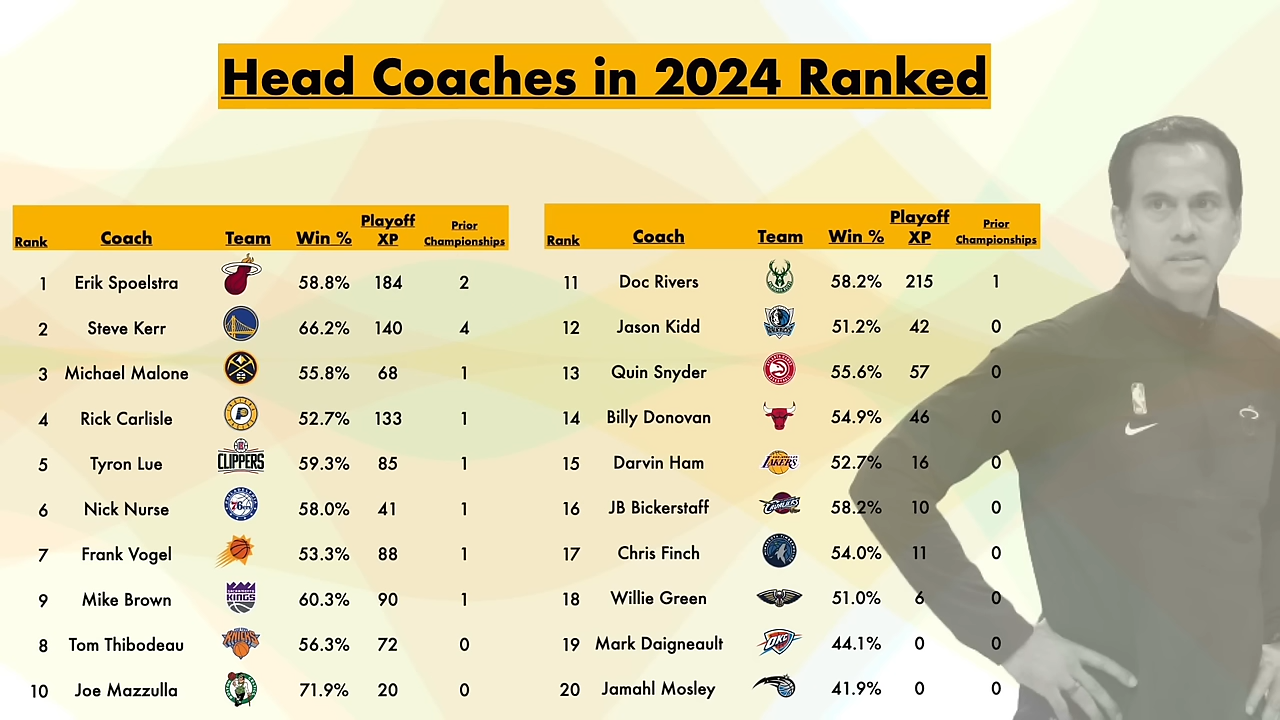 Head Coaches in 2024 Ranked
Rank Coach Team Win % Playoff XP Prior Championships
1 Erik Spoelstra 58.8% 184 2
2 Steve Kerr 66.2% 140 4
3 Michael Malone 55.8% 68 1
4 Rick Carlisle 52.7% 133 1
5 Tyron Lue CLIPPERS 59.3% 85 1
6 Nick Nurse 76ers 58.0% 41 1
7 Frank Vogel 53.3% 88 1
9 Mike Brown SACRAMENTO KINGS 60.3% 90 1
8 Tom Thibodeau KNICKS 56.3% 72 0
10 Joe Mazzulla 71.9% 20 0
Rank Coach Team Win % Playoff XP Prior Championships
11 Doc Rivers 58.2% 215 1
12 Jason Kidd 51.2% 42 0
13 Quin Snyder 55.6% 57 0
14 Billy Donovan 54.9% 46 0
15 Darvin Ham LAKERS 52.7% 16 0
16 JB Bickerstaff CAVALIERS 58.2% 10 0
17 Chris Finch 54.0% 11 0
18 Willie Green 51.0% 6 0
19 Mark Daigneault OKC 44.1% 0 0
20 Jamahl Mosley 41.9% 0 0